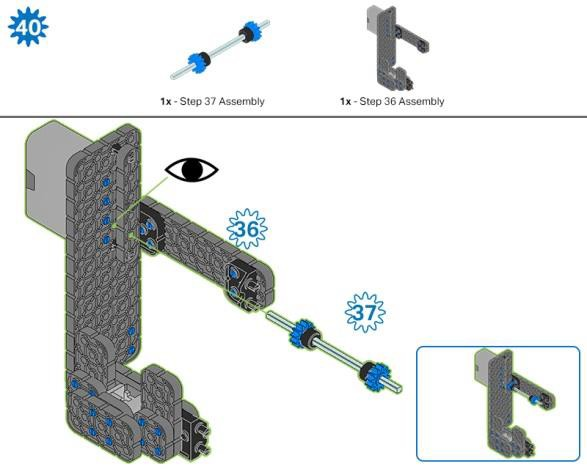 40
1x - Step 37 Assembly
1x - Step 36 Assembly
36
37